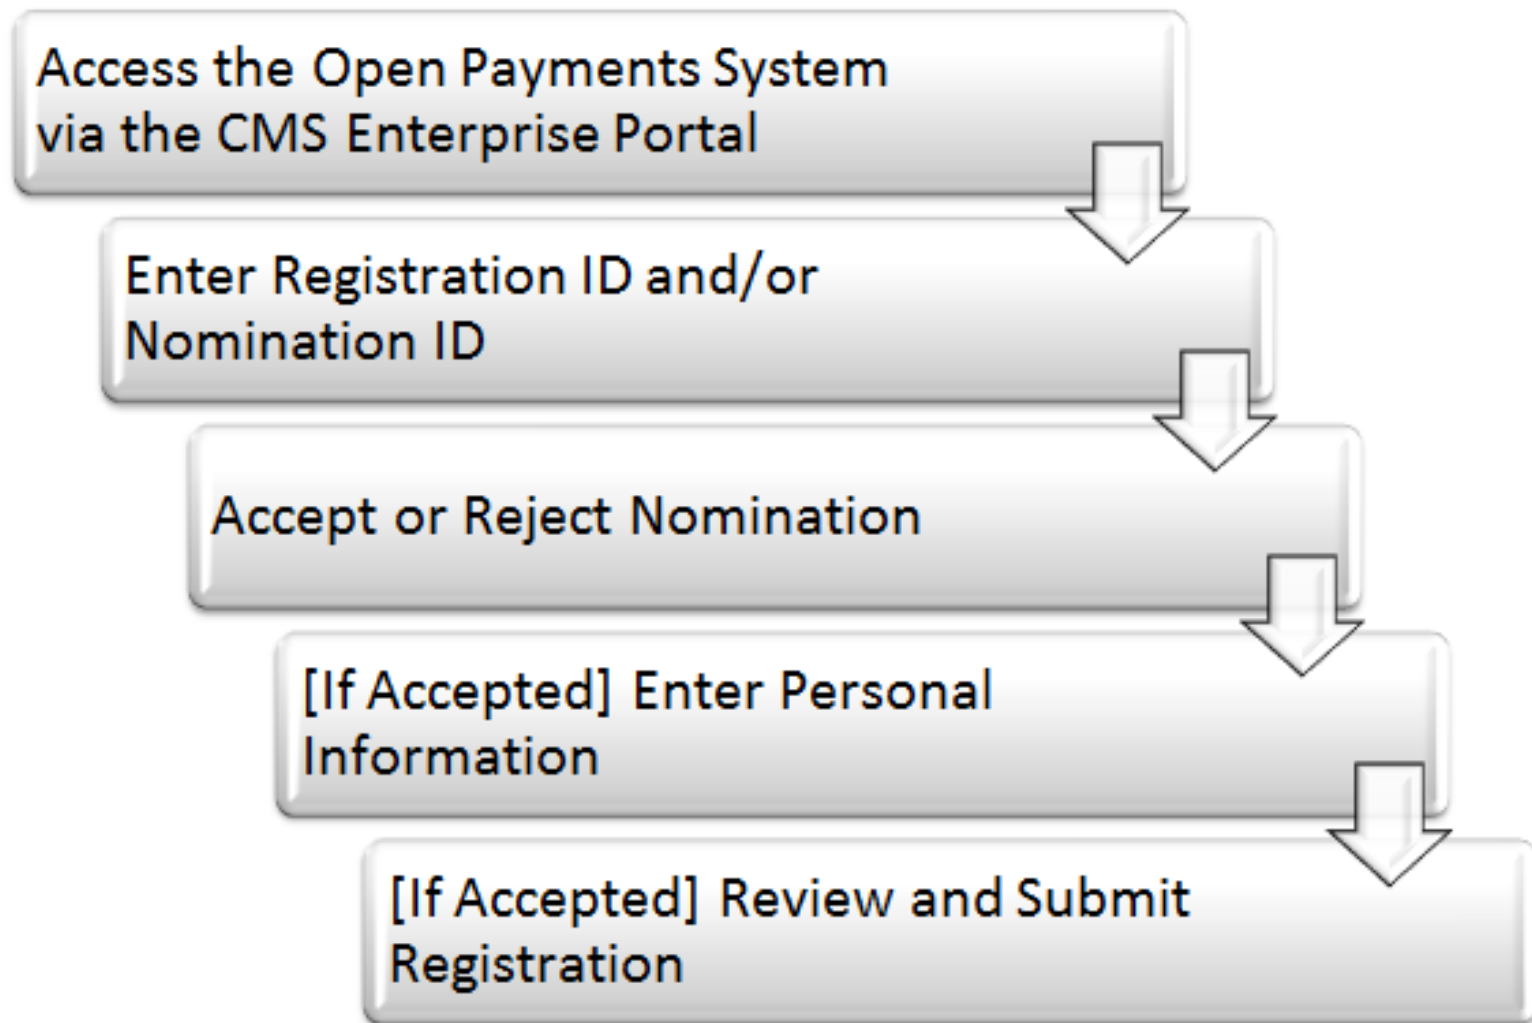 Access the Open Payments System
via the CMS Enterprise Portal
Enter Registration ID and/or
Nomination ID
Accept or Reject Nomination
[If Accepted] Enter Personal
Information
[If Accepted] Review and Submit
Registration